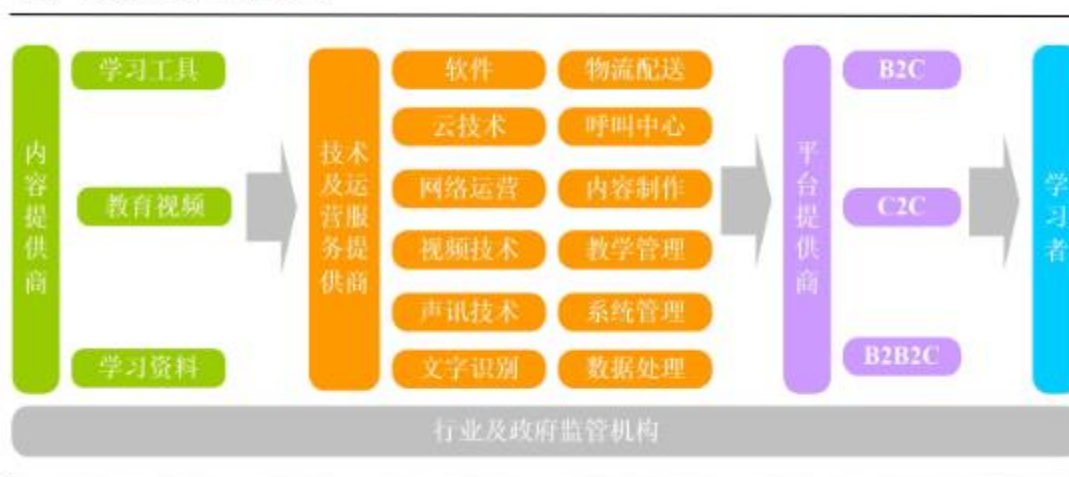 内容提供商
学习工具
教育视频
学习资料
技术及运营服务提供商
软件
物流配送
云技术
呼叫中心
网络运营
内容制作
视频技术
教学管理
声讯技术
系统管理
文字识别
数据处理
平台提供商
B2C
C2C
B2B2C
学习者
行业及政府监管机构